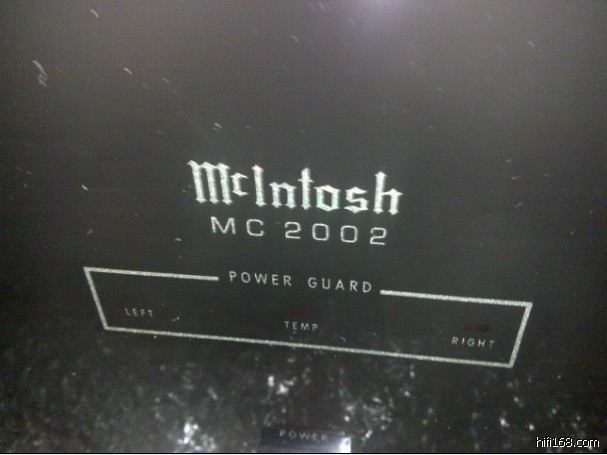 McIntosh
MC 2002
POWER GUARD
LEFT
TEMP
RIGHT
POWER
hifi168.com